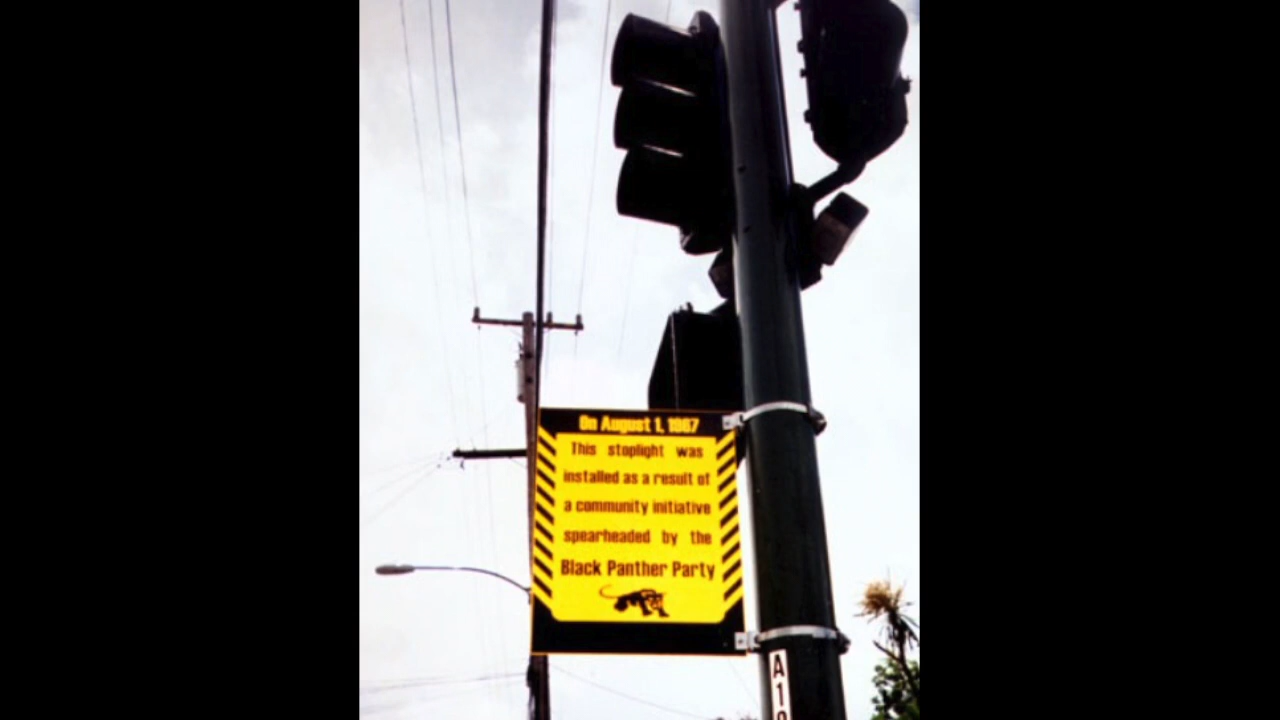 On August 1, 1967
This stoplight was
installed as a result of
a community initiative
spearheaded by the
Black Panther Party